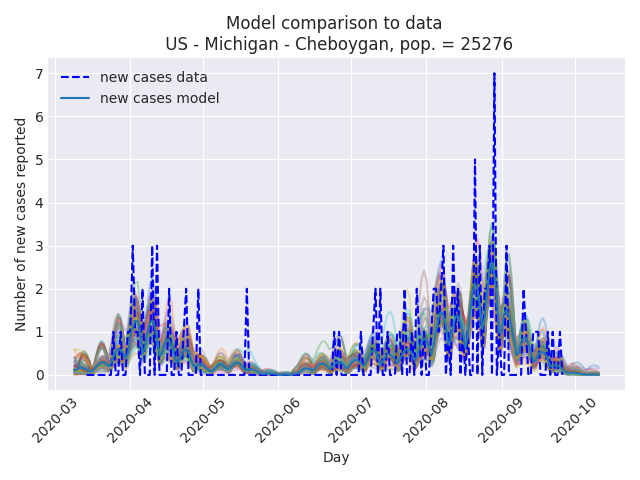 Model comparison to data
US - Michigan - Cheboygan, pop. = 25276
new cases data
new cases model
Number of new cases reported
7
6
5
4
3
2
1
0
2020-03
2020-04
2020-05
2020-06
2020-07
2020-08
2020-09
2020-10
Day